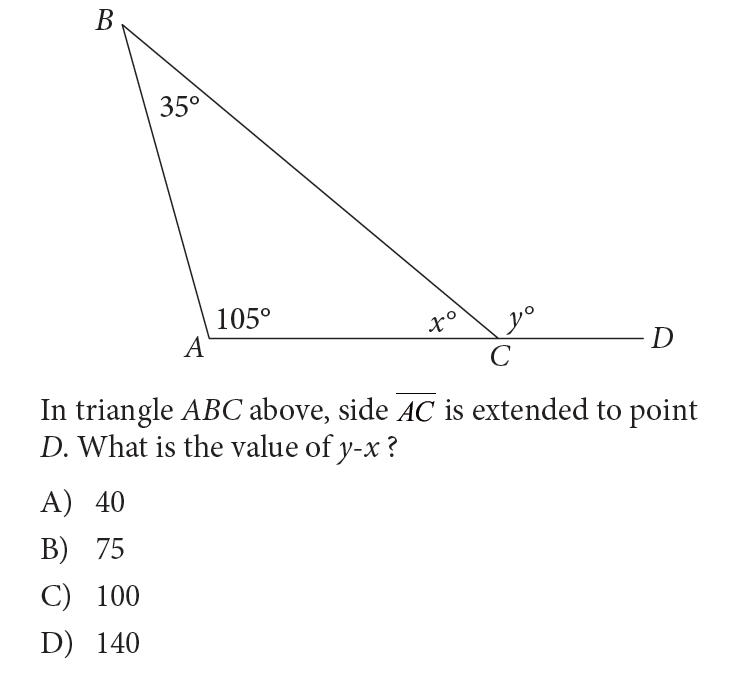 B
35°
105°
x°
y°
A
C
D
In triangle ABC above, side AC is extended to point
D. What is the value of y-x ?
A) 40
B) 75
C) 100
D) 140